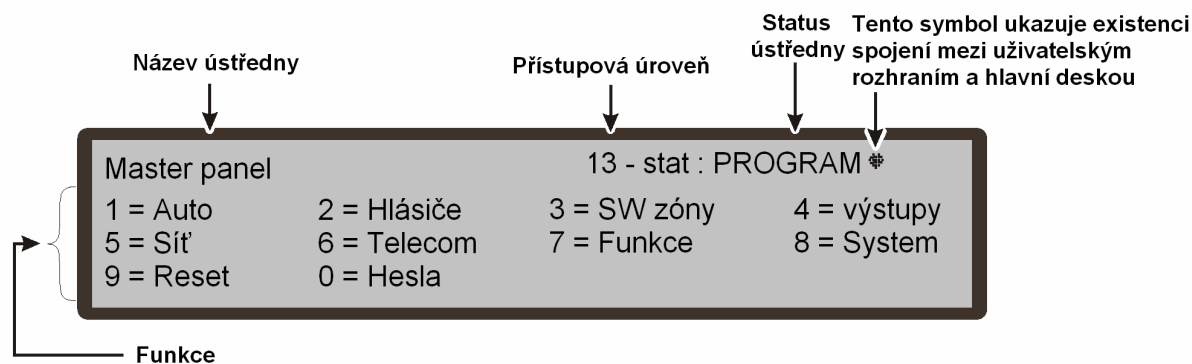 Název ústředny
Přístupová úroveň
Status
ústředny
Tento symbol ukazuje existenci
spojení mezi uživatelským
rozhraním a hlavní deskou
Master panel
13 - stat : PROGRAM
1 = Auto 2 = Hlásiče 3 = SW zóny 4 = výstupy
5 = Síť 6 = Telecom 7 = Funkce 8 = System
9 = Reset 0 = Hesla
Funkce